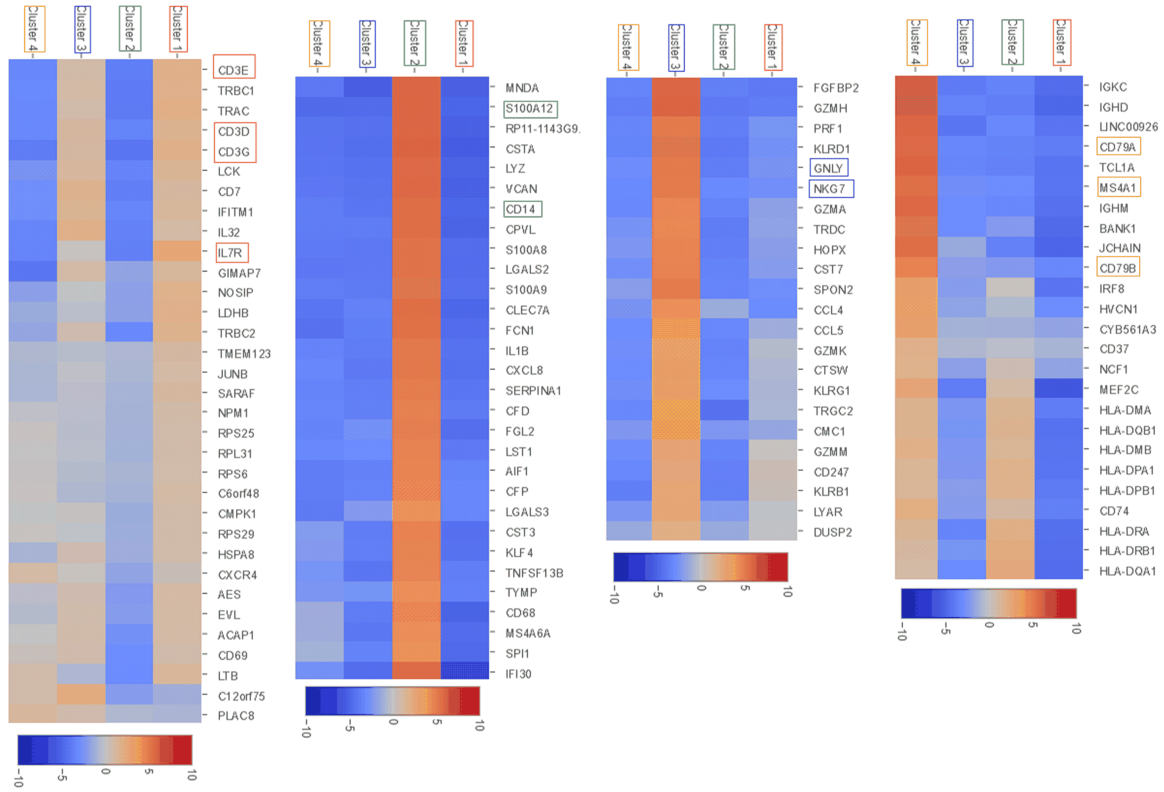 Cluster 4
Cluster 3
Cluster 2
Cluster 1
CD3E
TRBC1
TRAC
CD3D
CD3G
LCK
CD7
IFITM1
IL32
IL7R
GIMAP7
NOSIP
LDHB
TRBC2
TMEM123
JUNB
SARAF
NPM1
RPS25
RPL31
RPS6
C6orf48
CMPK1
RPS29
HSPA8
CXCR4
AES
EVL
ACAP1
CD69
LTB
C12orf75
PLAC8
−10
−5
0
5
10
Cluster 4
Cluster 3
Cluster 2
Cluster 1
MNDA
S100A12
RP11-1143G9.
CSTA
LYZ
VCAN
CD14
CPVL
S100A8
LGALS2
S100A9
CLEC7A
FCN1
IL1B
CXCL8
SERPINA1
CFD
FGL2
LST1
AIF1
CFP
LGALS3
CST3
KLF4
TNFSF13B
TYMP
CD68
MS4A6A
SPI1
IFI30
−10
−5
0
5
10
Cluster 4
Cluster 3
Cluster 2
Cluster 1
FGFBP2
GZMH
PRF1
KLRD1
GNLY
NKG7
GZMA
TRDC
HOPX
CST7
SPON2
CCL4
CCL5
GZMK
CTSW
KLRG1
TRGC2
CMC1
GZMM
CD247
KLRB1
LYAR
DUSP2
−10
−5
0
5
10
Cluster 4
Cluster 3
Cluster 2
Cluster 1
IGKC
IGHD
LINC00926
CD79A
TCL1A
MS4A1
IGHM
BANK1
JCHAIN
CD79B
IRF8
HVCN1
CYB561A3
CD37
NCF1
MEF2C
HLA-DMA
HLA-DQB1
HLA-DMB
HLA-DPA1
HLA-DPB1
CD74
HLA-DRA
HLA-DRB1
HLA-DQA1
−10
−5
0
5
10